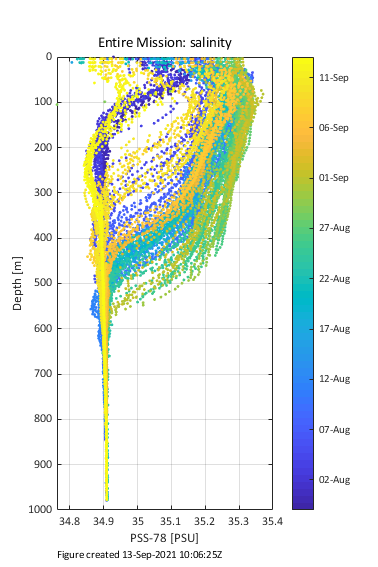 Entire Mission: salinity
0
100
200
300
400
500
600
700
800
900
1000
Depth [m]
34.8 34.9 35 35.1 35.2 35.3 35.4
PSS-78 [PSU]
11-Sep
06-Sep
01-Sep
27-Aug
22-Aug
17-Aug
12-Aug
07-Aug
02-Aug
Figure created 13-Sep-2021 10:06:25Z